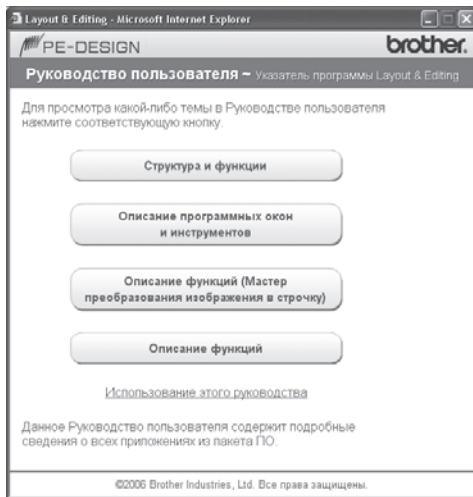 Layout & Editing - Microsoft Internet Explorer
PE-DESIGN
brother.
Руководство пользователя ~ Указатель программы Layout & Editing
Для просмотра какой-либо темы в Руководстве пользователя
нажмите соответствующую кнопку.
Структура и функции
Описание программных окон
и инструментов
Описание функций (Мастер
преобразования изображения в строчку)
Описание функций
Использование этого руководства
Данное Руководство пользователя содержит подробные
сведения о всех приложениях из пакета ПО.
©2006 Brother Industries, Ltd. Все права защищены.